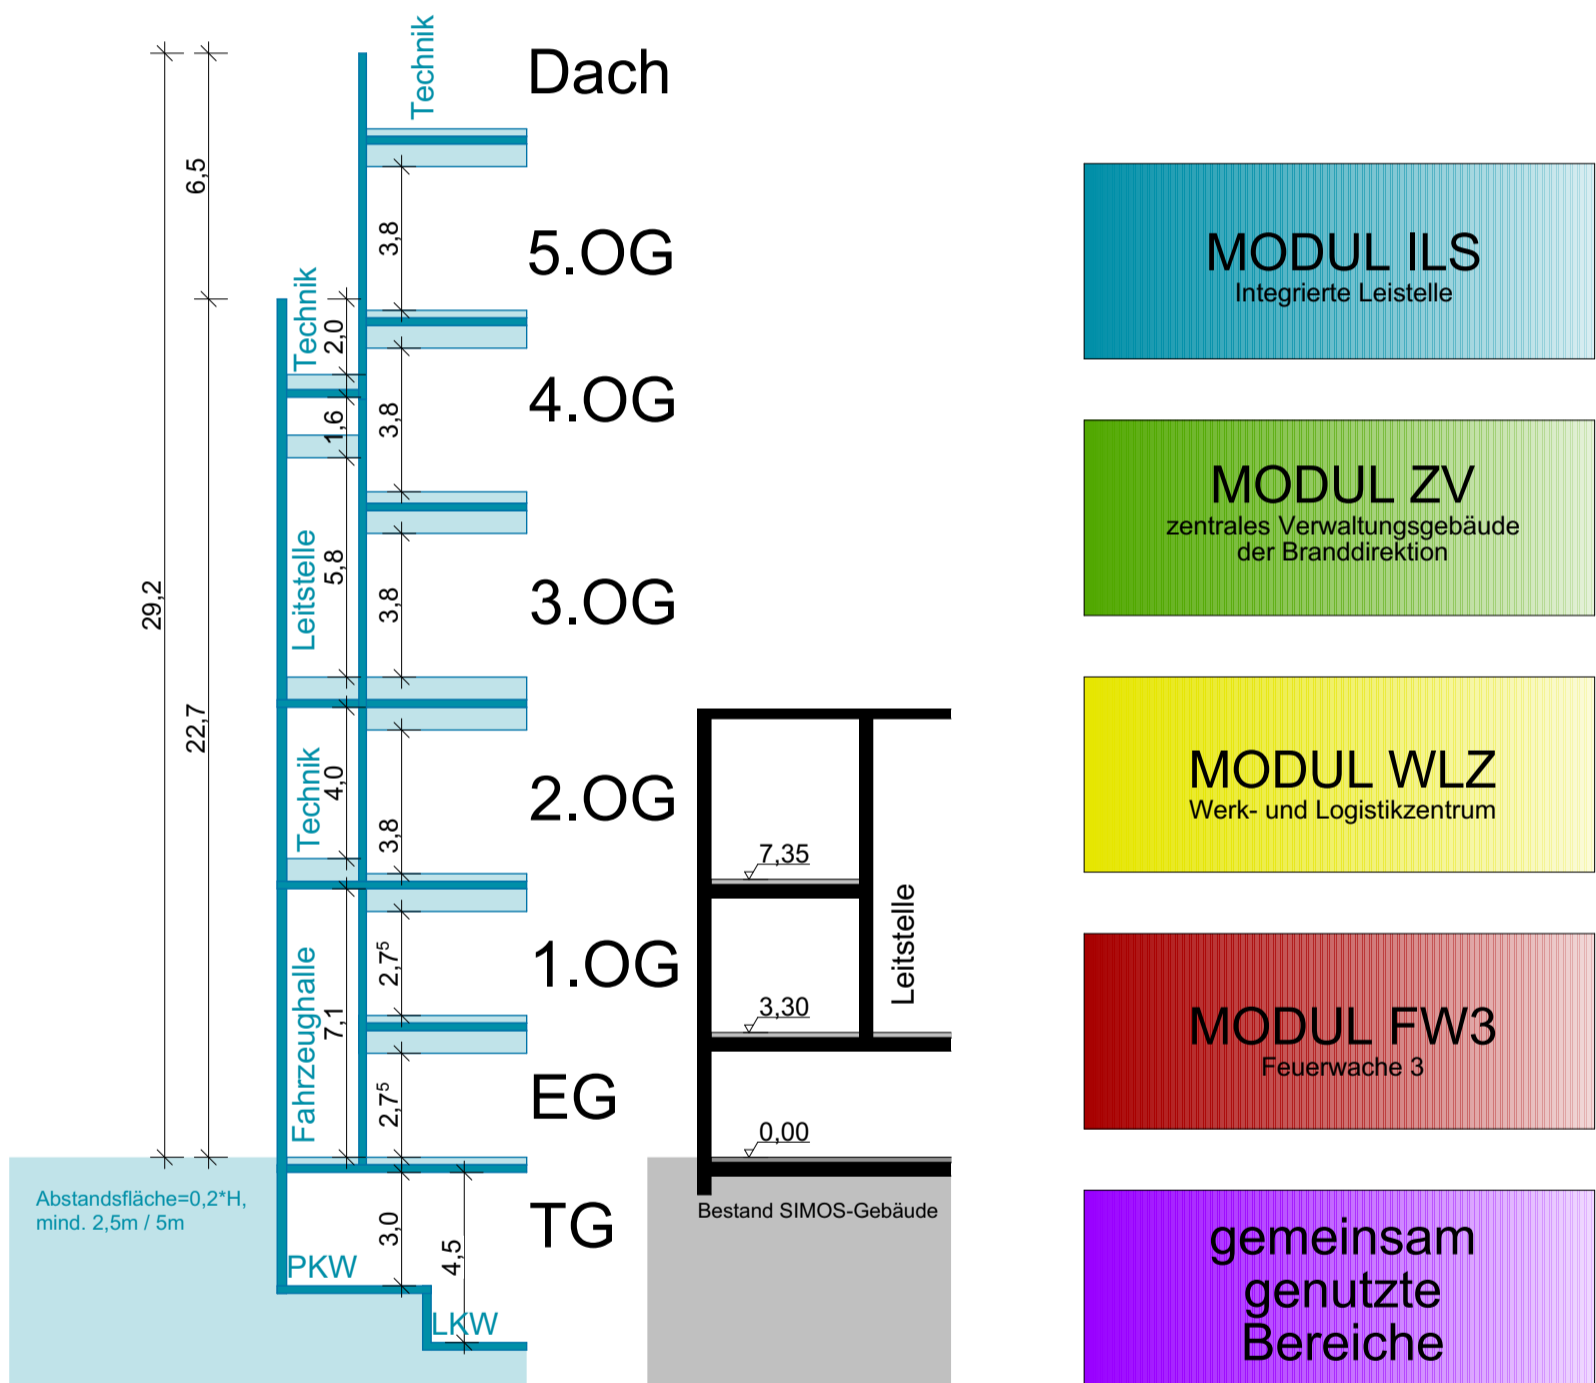 Technik
Dach
6,5
3,8
5.OG
Technik
2,0
4.OG
3,8
1,6
29,2
22,7
Leitstelle
5,8
3,8
3.OG
Technik
4,0
3,8
2.OG
Fahrzeughalle
7,1
2,75
1.OG
2,75
EG
Abstandsfläche=0,2*H,
mind. 2,5m / 5m
3,0
4,5
TG
PKW
LKW
7,35
3,30
0,00
Leitstelle
Bestand SIMOS-Gebäude
MODUL ILS
Integrierte Leistelle
MODUL ZV
zentrales Verwaltungsgebäude
der Branddirektion
MODUL WLZ
Werk- und Logistikzentrum
MODUL FW3
Feuerwache 3
gemeinsam
genutzte
Bereiche